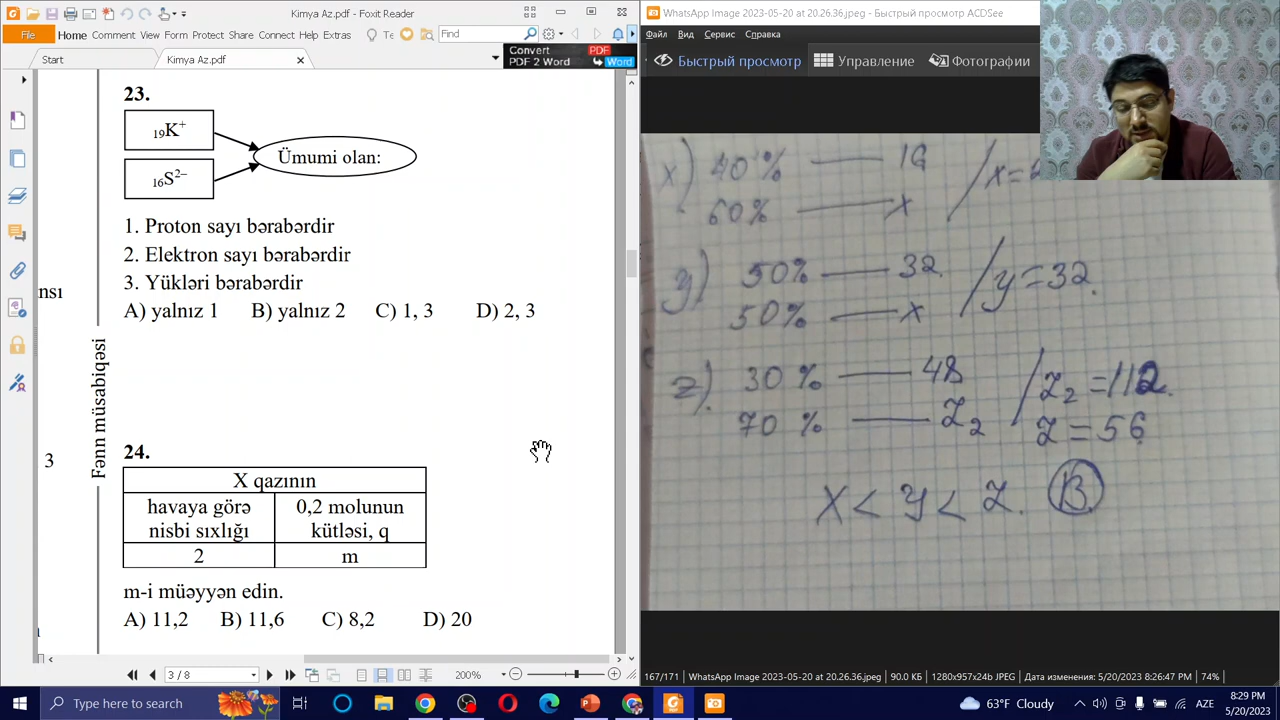 Kimya Az.pdf - Foxit Reader
File Home Comment View Form Protect Share Connect Help Extras Find
Start Kimya Az.pdf
Convert PDF
PDF 2 Word Word
23.
19K+
16S2–
Ümumi olan:
1. Proton sayı bərabərdir
2. Elektron sayı bərabərdir
3. Yükləri bərabərdir
A) yalnız 1 B) yalnız 2 C) 1, 3 D) 2, 3
Fənn müsabiqəsi
3
24.
X qazının
havaya görə nisbi sıxlığı
0,2 molunun kütləsi, q
2 m
m-i müəyyən edin.
A) 11,2 B) 11,6 C) 8,2 D) 20
3 / 8 200%
WhatsApp Image 2023-05-20 at 20.26.36.jpeg - Быстрый просмотр ACDSee
Файл Вид Сервис Справка
Быстрый просмотр Управление Фотографии
x) 40% — 16 / x=
60% — x
y) 50% — 32 / y=32.
50% — x
z) 30% — 48 / Z2 =112.
70% — Z2 Z=56
X < y < Z. B
167/171 WhatsApp Image 2023-05-20 at 20.26.36.jpeg 90.0 КБ 1280x957x24b JPEG Дата изменения: 5/20/2023 8:26:47 PM 74%
Type here to search
63°F Cloudy AZE 8:29 PM
5/20/2023